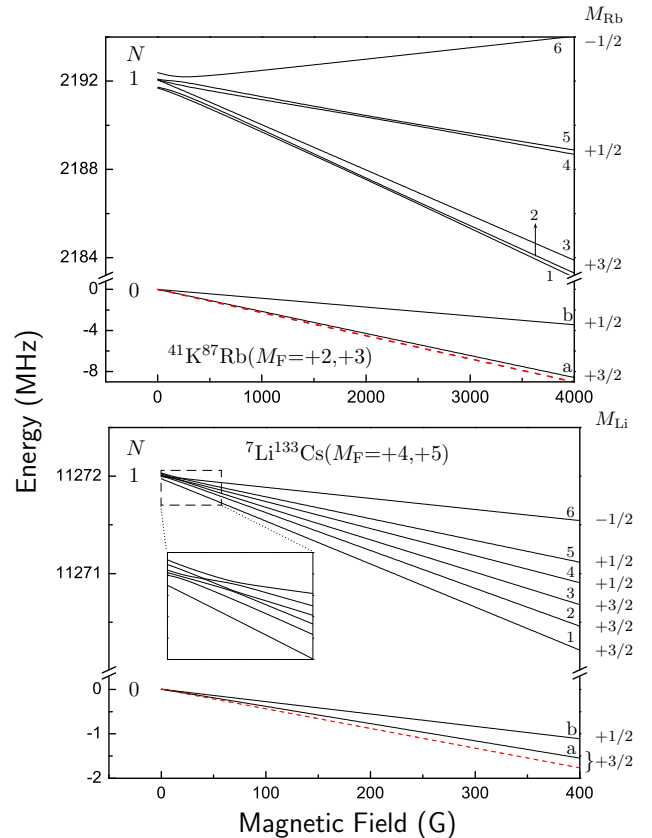 M_Rb
N
6 −1/2
2192
1
5
+1/2
4
2188
2
3
2184
1
+3/2
0
0
b
+1/2
-4
⁴¹K⁸⁷Rb(M_F=+2,+3)
a
+3/2
-8
0 1000 2000 3000 4000
Energy (MHz)
M_Li
N
⁷Li¹³³Cs(M_F=+4,+5)
11272
1
6 −1/2
5 +1/2
4 +1/2
11271
3 +3/2
2 +3/2
1 +3/2
0
0
b +1/2
-1
a } +3/2
-2
0 100 200 300 400
Magnetic Field (G)